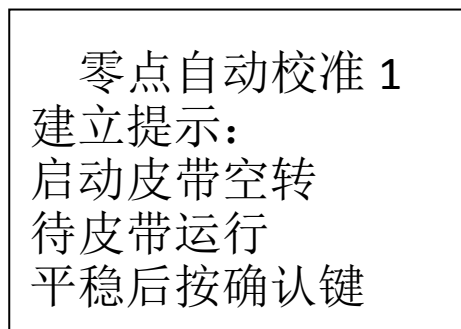 零点自动校准 1
建立提示：
启动皮带空转
待皮带运行
平稳后按确认键